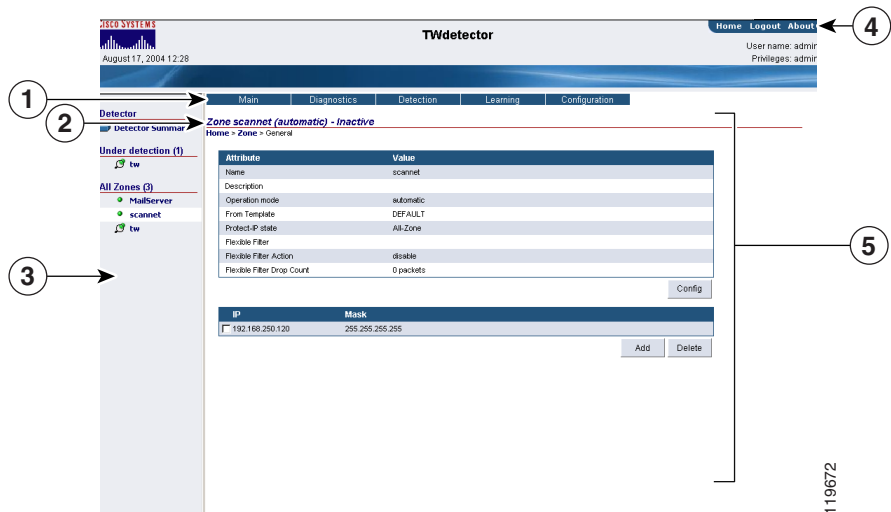 CISCO SYSTEMS
TWdetector
Home Logout About
4
August 17, 2004 12:28
User name: admin
Privileges: admin
1
Main Diagnostics Detection Learning Configuration
2
Detector
Detector Summar
Zone scannet (automatic) - Inactive
Home > Zone > General
Under detection (1)
tw
All Zones (3)
MailServer
scannet
tw
3
Attribute Value
Name scannet
Description
Operation mode automatic
From Template DEFAULT
Protect-IP state All-Zone
Flexible Filter
Flexible Filter Action disable
Flexible Filter Drop Count 0 packets
Config
5
IP Mask
192.168.250.120 255.255.255.255
Add Delete
119672